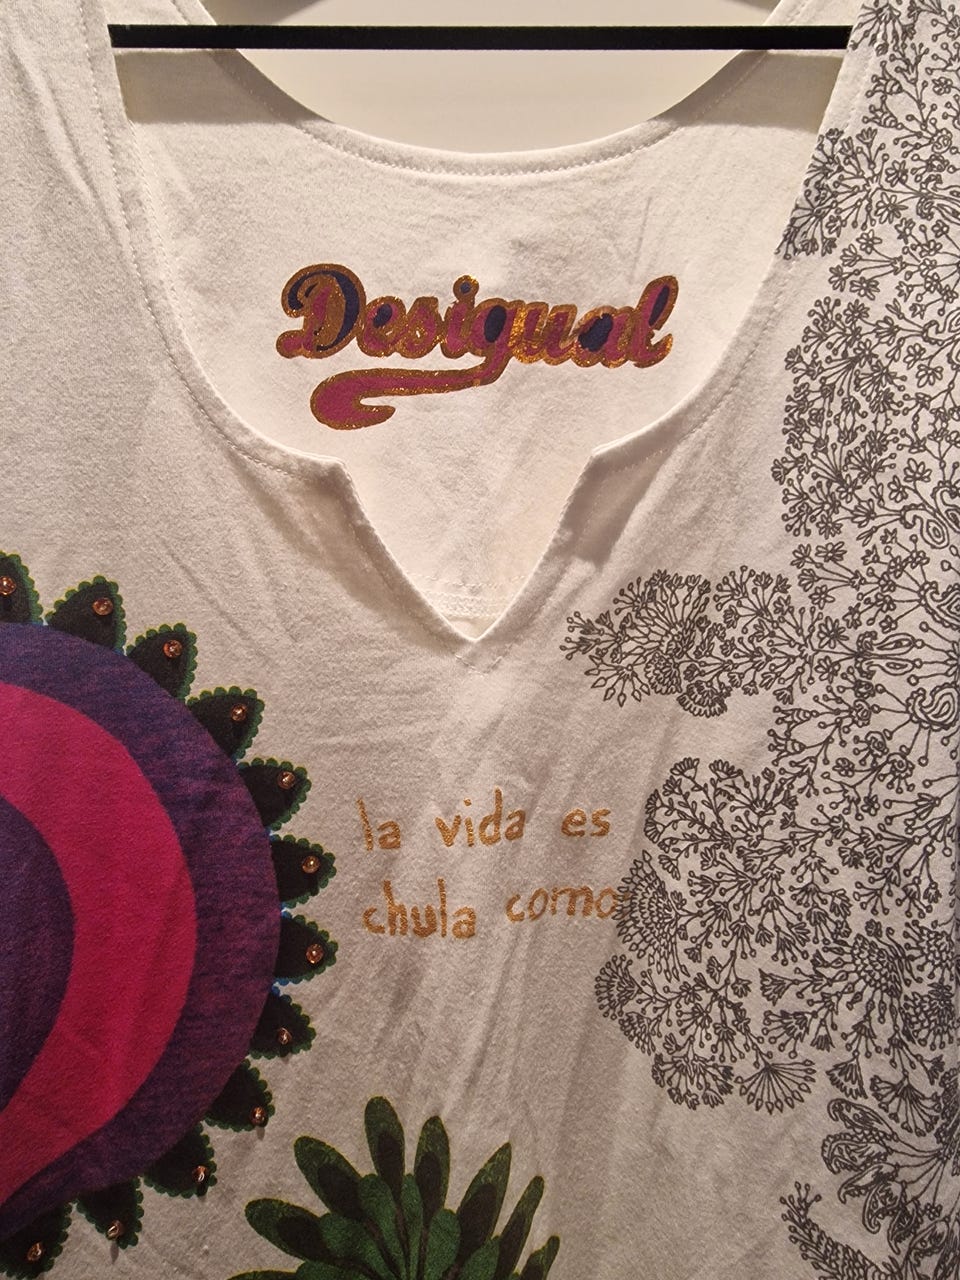 Desigual
la vida es
chula como